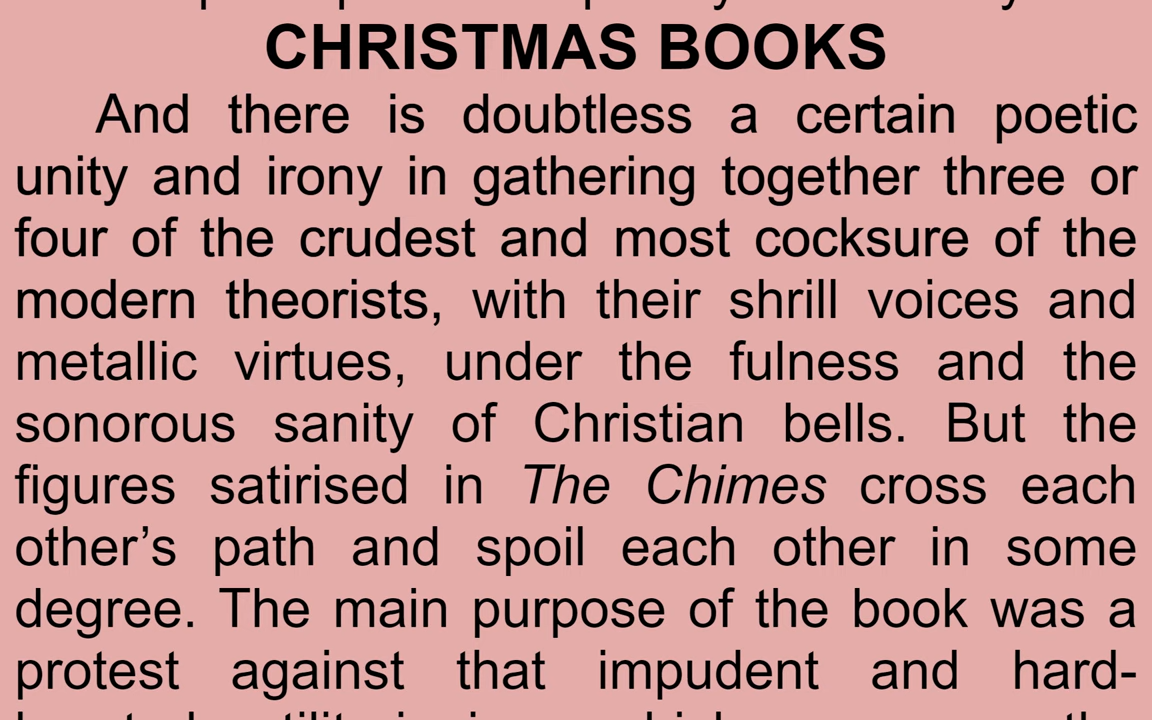 CHRISTMAS BOOKS
And there is doubtless a certain poetic
unity and irony in gathering together three or
four of the crudest and most cocksure of the
modern theorists, with their shrill voices and
metallic virtues, under the fulness and the
sonorous sanity of Christian bells. But the
figures satirised in The Chimes cross each
other’s path and spoil each other in some
degree. The main purpose of the book was a
protest against that impudent and hard-